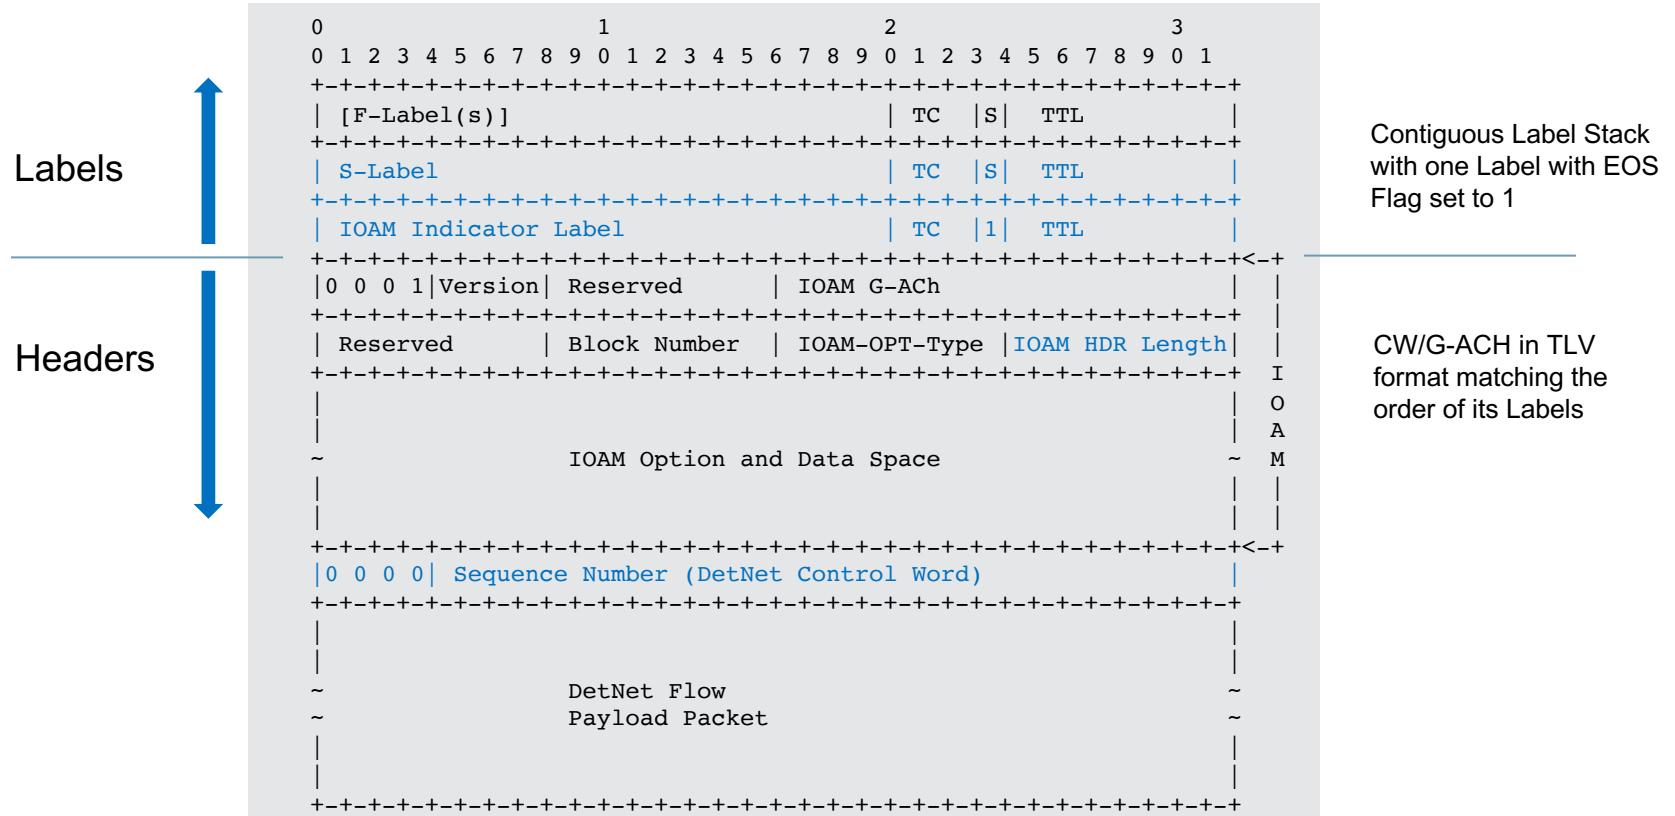 0                   1                   2                   3
0 1 2 3 4 5 6 7 8 9 0 1 2 3 4 5 6 7 8 9 0 1 2 3 4 5 6 7 8 9 0 1
+-+-+-+-+-+-+-+-+-+-+-+-+-+-+-+-+-+-+-+-+-+-+-+-+-+-+-+-+-+-+-+-+
| [F-Label(s)]                          | TC  |S|  TTL          |
+-+-+-+-+-+-+-+-+-+-+-+-+-+-+-+-+-+-+-+-+-+-+-+-+-+-+-+-+-+-+-+-+
| S-Label                               | TC  |S|  TTL          |
+-+-+-+-+-+-+-+-+-+-+-+-+-+-+-+-+-+-+-+-+-+-+-+-+-+-+-+-+-+-+-+-+
| IOAM Indicator Label                  | TC  |1|  TTL          |
+-+-+-+-+-+-+-+-+-+-+-+-+-+-+-+-+-+-+-+-+-+-+-+-+-+-+-+-+-+-+-+-+<-+
|0 0 0 1|Version| Reserved      | IOAM G-ACh                    |  |
+-+-+-+-+-+-+-+-+-+-+-+-+-+-+-+-+-+-+-+-+-+-+-+-+-+-+-+-+-+-+-+-+  |
| Reserved      | Block Number  | IOAM-OPT-Type |IOAM HDR Length|  |
+-+-+-+-+-+-+-+-+-+-+-+-+-+-+-+-+-+-+-+-+-+-+-+-+-+-+-+-+-+-+-+-+  I
|                                                               |  O
|                                                               |  A
~                 IOAM Option and Data Space                    ~  M
|                                                               |  |
|                                                               |  |
+-+-+-+-+-+-+-+-+-+-+-+-+-+-+-+-+-+-+-+-+-+-+-+-+-+-+-+-+-+-+-+-+<-+
|0 0 0 0| Sequence Number (DetNet Control Word)                 |
+-+-+-+-+-+-+-+-+-+-+-+-+-+-+-+-+-+-+-+-+-+-+-+-+-+-+-+-+-+-+-+-+
|                                                               |
|                                                               |
~                 DetNet Flow                                   ~
~                 Payload Packet                                ~
|                                                               |
|                                                               |
+-+-+-+-+-+-+-+-+-+-+-+-+-+-+-+-+-+-+-+-+-+-+-+-+-+-+-+-+-+-+-+-+
Labels
Headers
Contiguous Label Stack
with one Label with EOS
Flag set to 1
CW/G-ACH in TLV
format matching the
order of its Labels